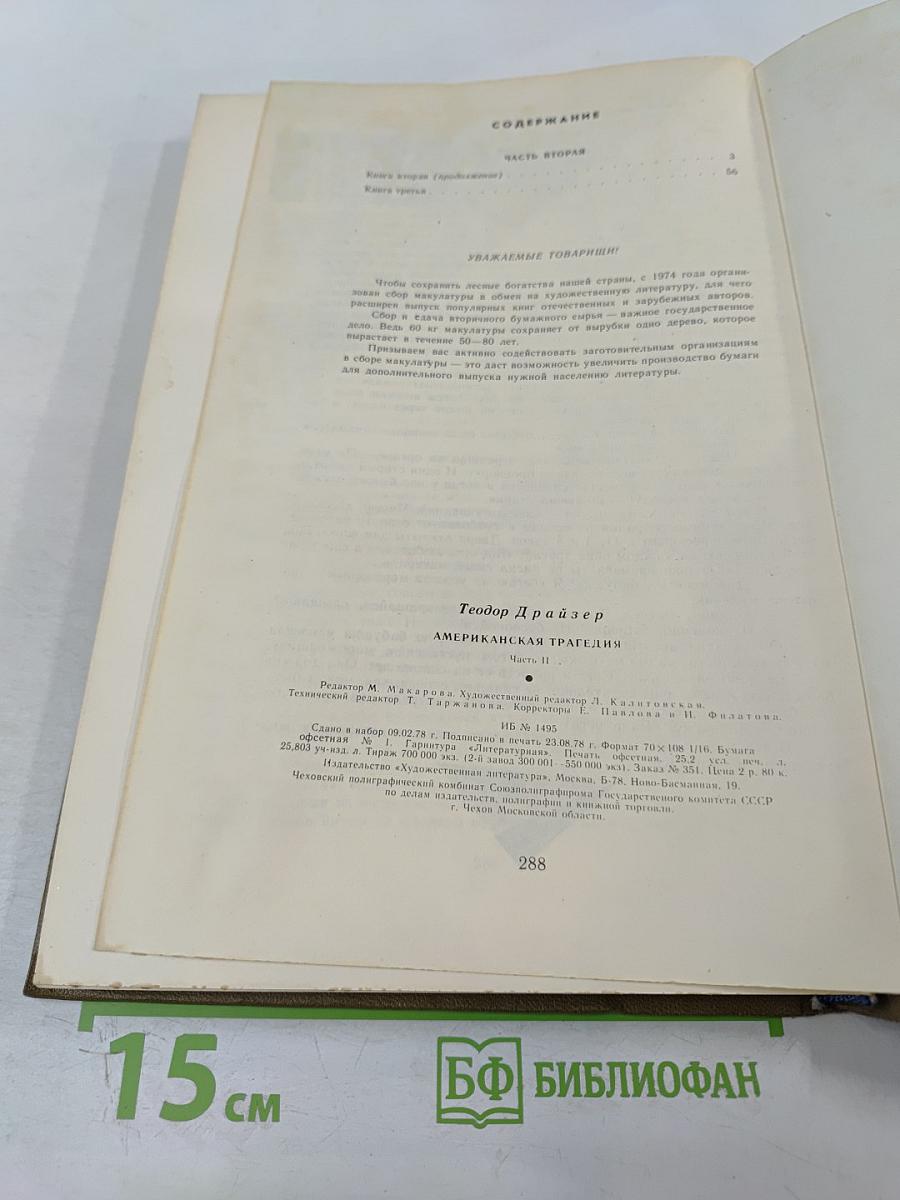 СОДЕРЖАНИЕ
ЧАСТЬ ВТОРАЯ
Книга вторая (продолжение) . . . . . . . . . . . . . . . . 3
Книга третья . . . . . . . . . . . . . . . . . . . . . . 56
УВАЖАЕМЫЕ ТОВАРИЩИ!
Чтобы сохранить лесные богатства нашей страны, с 1974 года органи-
зован сбор макулатуры в обмен на художественную литературу, для чего
расширен выпуск популярных книг отечественных и зарубежных авторов.
Сбор и сдача вторичного бумажного сырья — важное государственное
дело. Ведь 60 кг макулатуры сохраняет от вырубки одно дерево, которое
вырастает в течение 50—80 лет.
Призываем вас активно содействовать заготовительным организациям
в сборе макулатуры — это даст возможность увеличить производство бумаги
для дополнительного выпуска нужной населению литературы.
Теодор Драйзер
АМЕРИКАНСКАЯ ТРАГЕДИЯ
Часть II
Редактор М. Макарова. Художественный редактор Л. Калитовская.
Технический редактор Т. Таржанова. Корректоры Е. Павлова и И. Филатова.
ИБ № 1495
Сдано в набор 09.02.78 г. Подписано в печать 23.08.78 г. Формат 70×108 1/16. Бумага
офсетная № 1. Гарнитура «Литературная». Печать офсетная. 25,2 усл. печ. л.
25,803 уч-изд. л. Тираж 700 000 экз. (2-й завод 300 001—550 000 экз). Заказ № 351. Цена 2 р. 80 к.
Издательство «Художественная литература», Москва, Б-78, Ново-Басманная, 19.
Чеховский полиграфический комбинат Союзполиграфпрома Государственного комитета СССР
по делам издательств, полиграфии и книжной торговли.
г. Чехов Московской области.
288
15 см
БФ БИБЛИОФАН